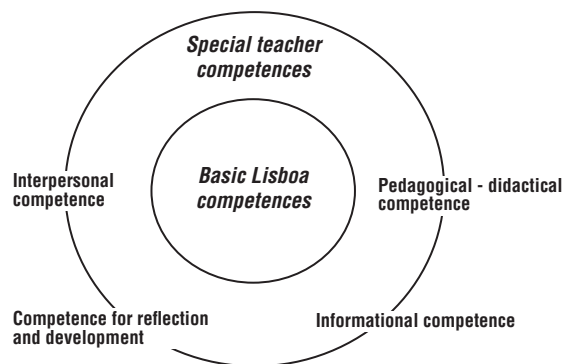 Special teacher
competences
Basic Lisboa
competences
Interpersonal
competence
Pedagogical - didactical
competence
Competence for reflection
and development
Informational competence